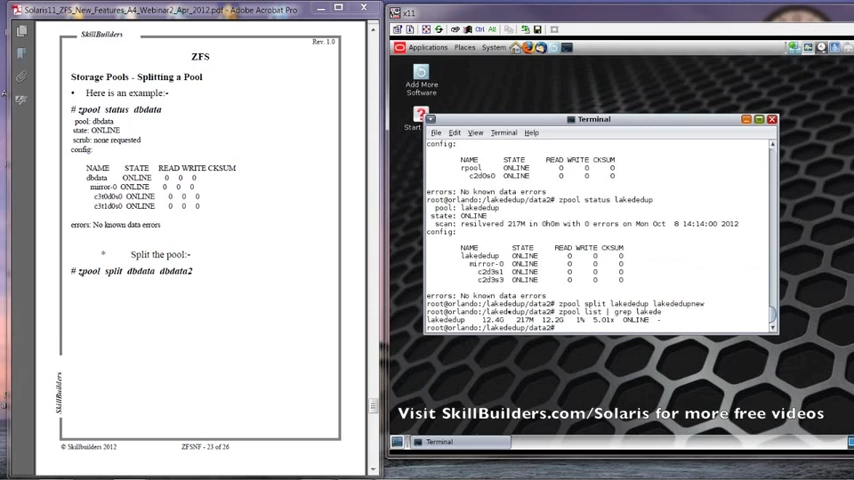 Solaris11_ZFS_New_Features_A4_Webinar2_Apr_2012.pdf - Adobe Acrobat Pro
SkillBuilders
Rev. 1.0
ZFS
Storage Pools - Splitting a Pool
• Here is an example:-
# zpool status dbdata
pool: dbdata
state: ONLINE
scrub: none requested
config:
NAME STATE READ WRITE CKSUM
dbdata ONLINE 0 0 0
mirror-0 ONLINE 0 0 0
c3t0d0s0 ONLINE 0 0 0
c3t1d0s0 ONLINE 0 0 0
errors: No known data errors
* Split the pool:-
# zpool split dbdata dbdata2
SkillBuilders
© Skillbuilders 2012
ZFSNF - 23 of 26
x11
Ctrl Alt
Applications Places System
Add More
Software
Start
Terminal
File Edit View Terminal Help
config:
NAME STATE READ WRITE CKSUM
rpool ONLINE 0 0 0
c2d0s0 ONLINE 0 0 0
errors: No known data errors
root@orlando:/lakededup/data2# zpool status lakededup
pool: lakededup
state: ONLINE
scan: resilvered 217M in 0h0m with 0 errors on Mon Oct 8 14:14:00 2012
config:
NAME STATE READ WRITE CKSUM
lakededup ONLINE 0 0 0
mirror-0 ONLINE 0 0 0
c2d3s1 ONLINE 0 0 0
c2d3s3 ONLINE 0 0 0
errors: No known data errors
root@orlando:/lakededup/data2# zpool split lakededup lakededupnew
root@orlando:/lakededup/data2# zpool list | grep lakede
lakededup 12.4G 217M 12.2G 1% 5.01x ONLINE -
root@orlando:/lakededup/data2#
Visit SkillBuilders.com/Solaris for more free videos
Terminal